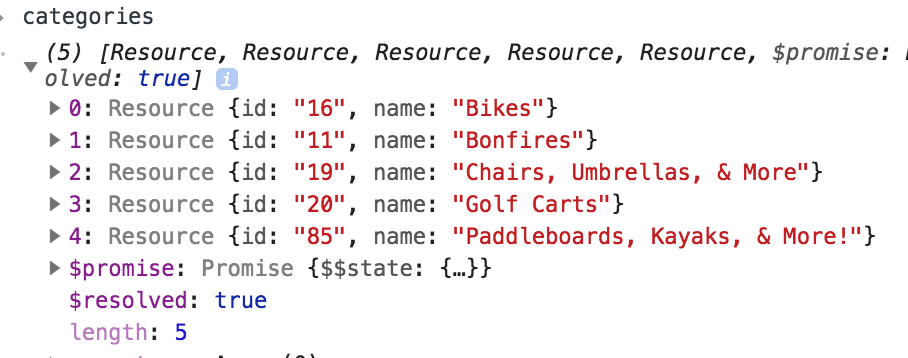 categories
(5) [Resource, Resource, Resource, Resource, Resource, $promise:
olved: true] i
0: Resource {id: "16", name: "Bikes"}
1: Resource {id: "11", name: "Bonfires"}
2: Resource {id: "19", name: "Chairs, Umbrellas, & More"}
3: Resource {id: "20", name: "Golf Carts"}
4: Resource {id: "85", name: "Paddleboards, Kayaks, & More!"}
$promise: Promise {$$state: {…}}
$resolved: true
length: 5